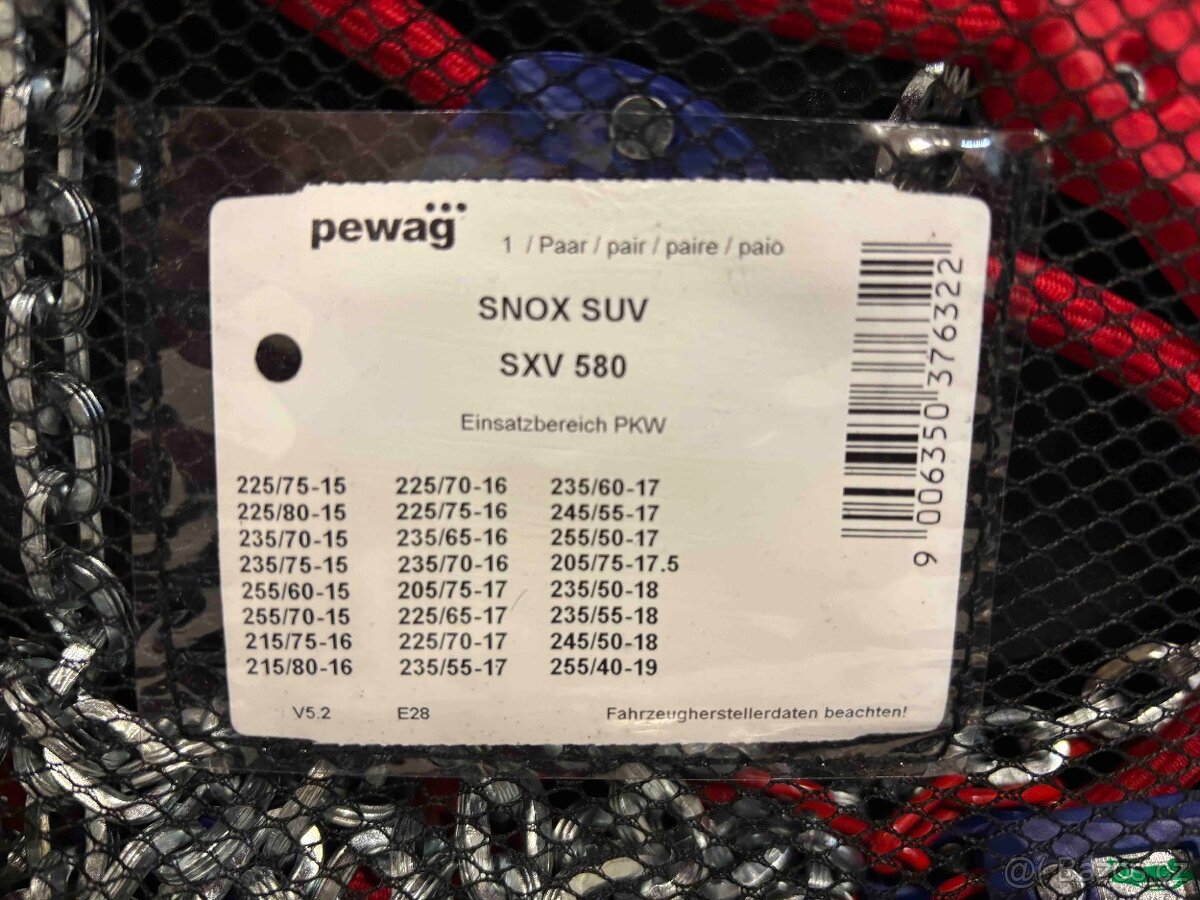 pewag
1 / Paar / pair / paire / paio
SNOX SUV
SXV 580
Einsatzbereich PKW
225/75-15 225/70-16 235/60-17
225/80-15 225/75-16 245/55-17
235/70-15 235/65-16 255/50-17
235/75-15 235/70-16 205/75-17.5
255/60-15 205/75-17 235/50-18
255/70-15 225/65-17 235/55-18
215/75-16 225/70-17 245/50-18
215/80-16 235/55-17 255/40-19
V5.2 E28 Fahrzeugherstellerdaten beachten!
9 006350 376322
Bazos.cz